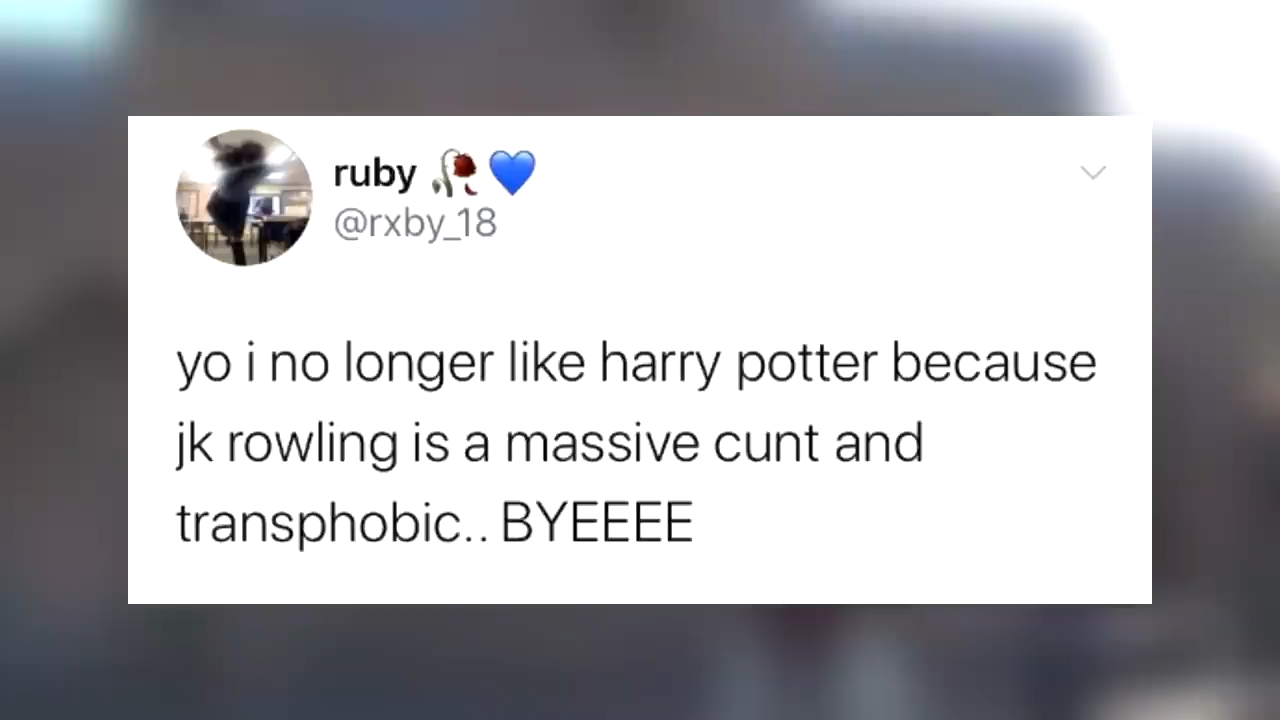 ruby 🥀💙
@rxby_18
yo i no longer like harry potter because
jk rowling is a massive cunt and
transphobic.. BYEEEE